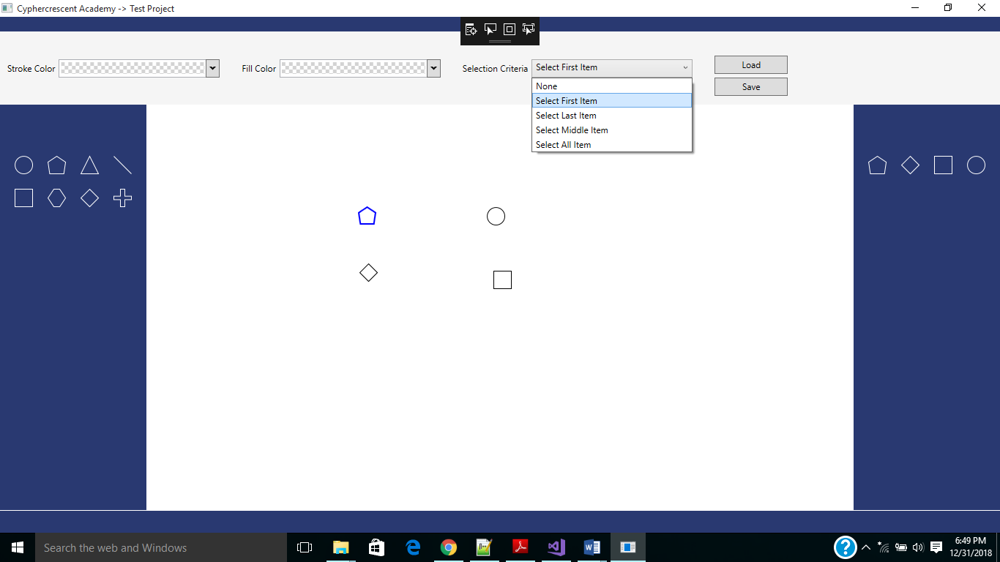 Cyphercrescent Academy -> Test Project
Stroke Color
Fill Color
Selection Criteria
Select First Item
Load
Save
None
Select First Item
Select Last Item
Select Middle Item
Select All Item
Search the web and Windows
6:49 PM
12/31/2018